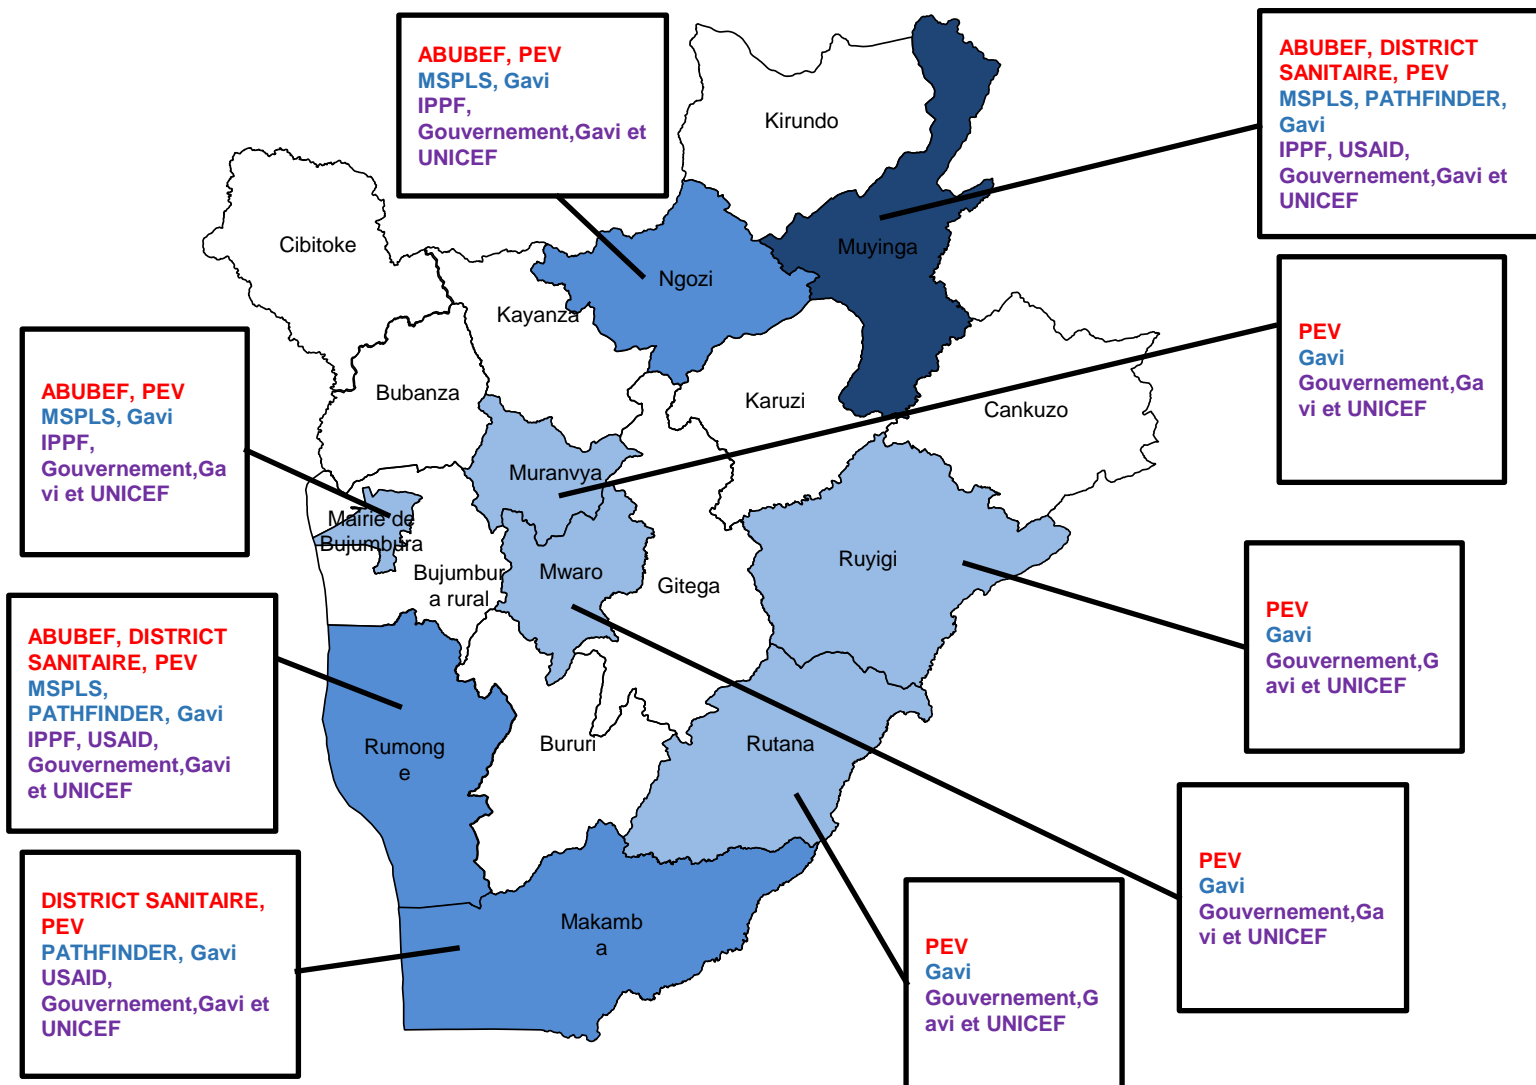 ABUBEF, PEV
MSPLS, Gavi
IPPF,
Gouvernement,Gavi et
UNICEF
ABUBEF, DISTRICT
SANITAIRE, PEV
MSPLS, PATHFINDER,
Gavi
IPPF, USAID,
Gouvernement,Gavi et
UNICEF
Kirundo
Cibitoke
Muyinga
Ngozi
Kayanza
PEV
Gavi
Gouvernement,Ga
vi et UNICEF
ABUBEF, PEV
MSPLS, Gavi
IPPF,
Gouvernement,Ga
vi et UNICEF
Bubanza
Karuzi
Cankuzo
Muranvya
Mairie de
Bujumbura
Bujumbur
a rural
Mwaro
Gitega
Ruyigi
PEV
Gavi
Gouvernement,G
avi et UNICEF
ABUBEF, DISTRICT
SANITAIRE, PEV
MSPLS,
PATHFINDER, Gavi
IPPF, USAID,
Gouvernement,Gavi
et UNICEF
Rumong
e
Bururi
Rutana
PEV
Gavi
Gouvernement,Ga
vi et UNICEF
DISTRICT SANITAIRE,
PEV
PATHFINDER, Gavi
USAID,
Gouvernement,Gavi et
UNICEF
Makamb
a
PEV
Gavi
Gouvernement,G
avi et UNICEF